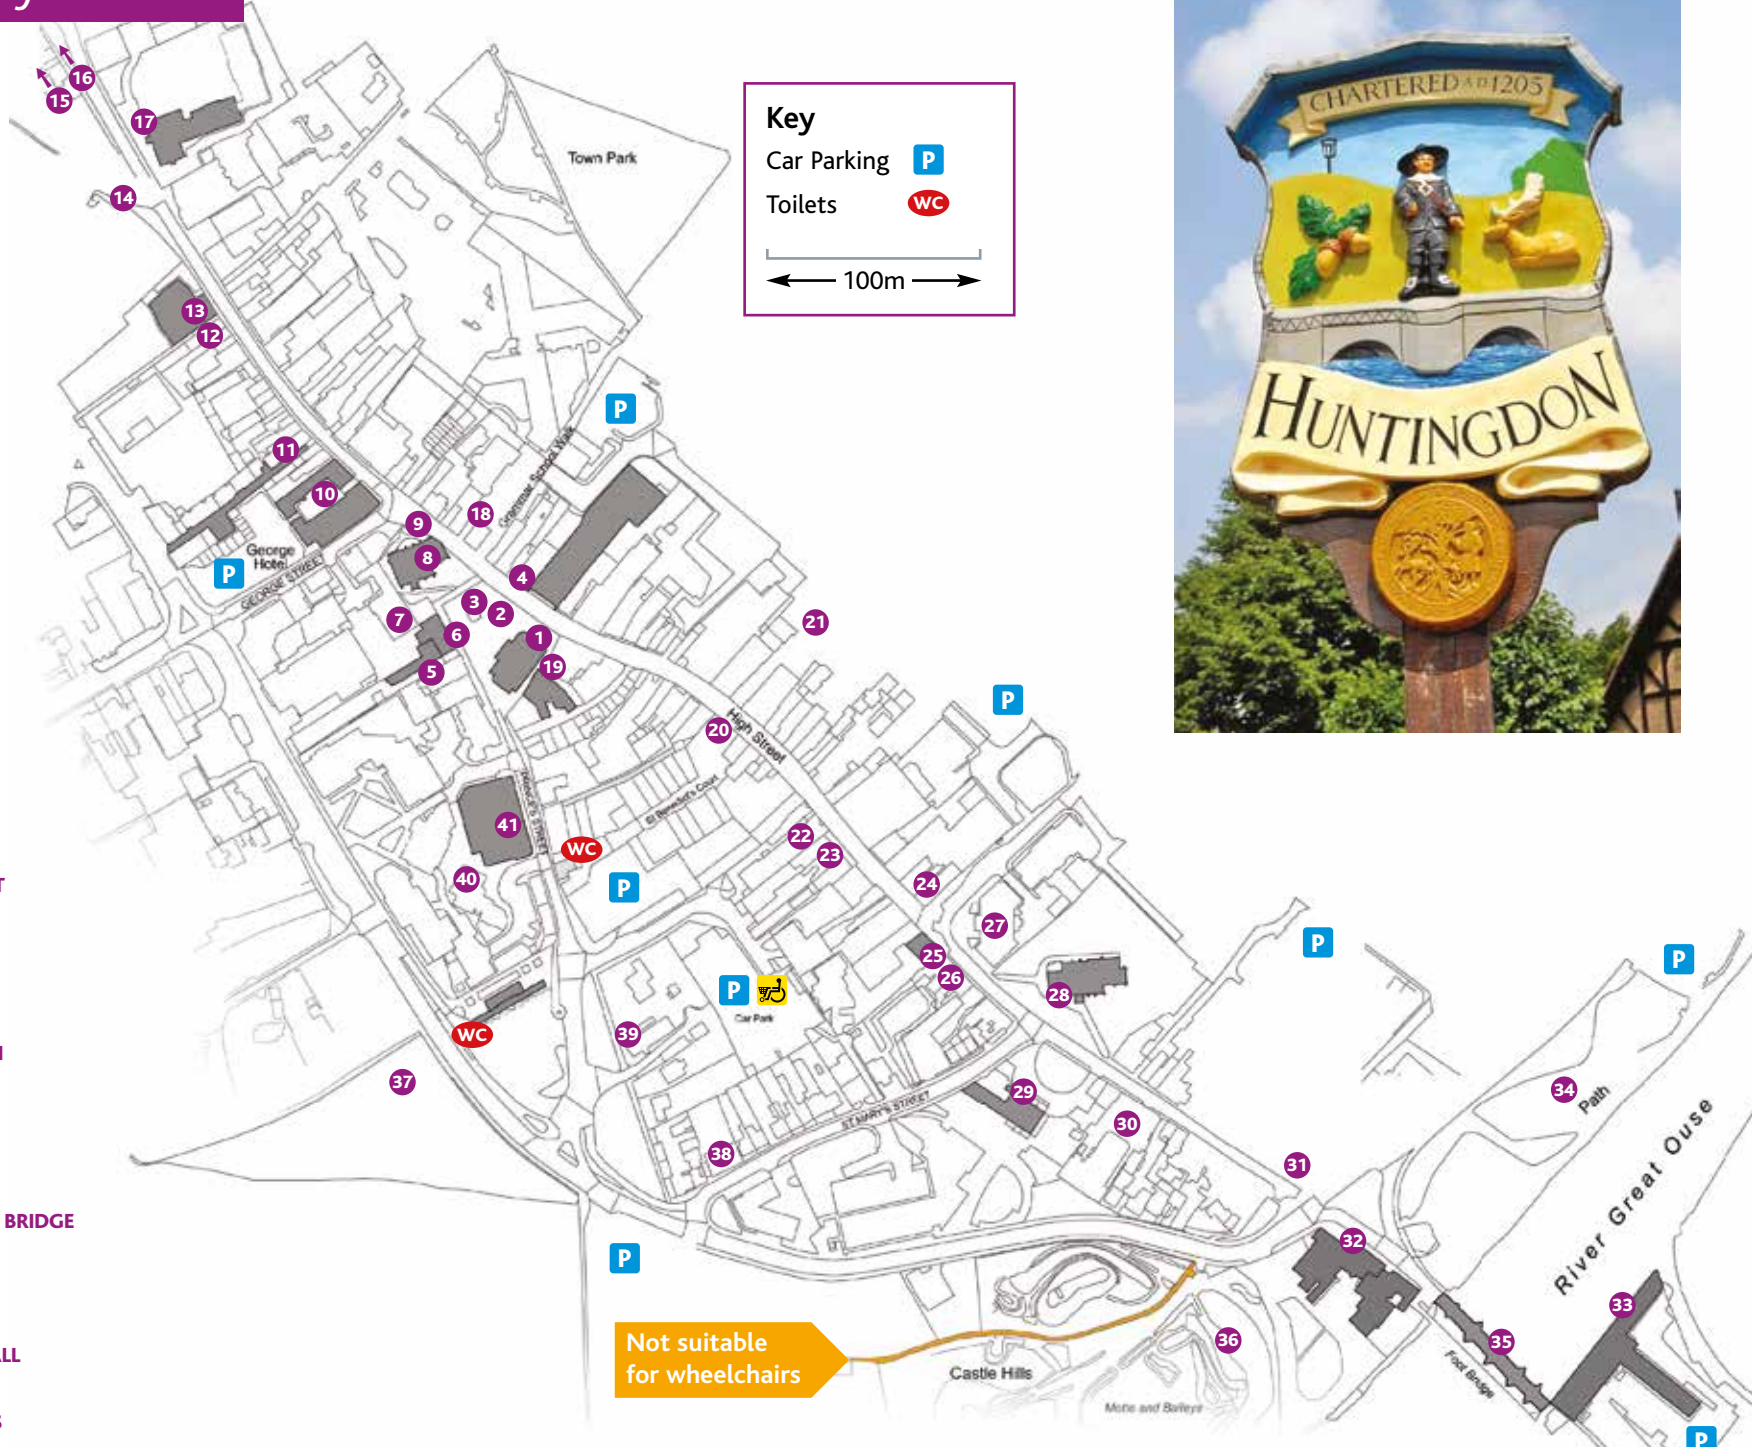 y
16
15
17
14
13
12
11
10
9
18
8
4
3
2
7
6
1
5
19
21
20
22
23
24
41
40
27
25
26
28
39
37
29
30
38
31
34
32
33
35
36
Town Park
Key
Car Parking P
Toilets WC
100m
CHARTERED AD 1205
HUNTINGDON
P
Grammar School Walk
George
Hotel
P
GEORGE STREET
High Street
P
St Benedict's Court
PRINCES STREET
WC
P
P
Car Park
WC
P
P
ST MARY'S STREET
Path
River Great Ouse
P
Not suitable
for wheelchairs
Castle Hills
Motte and Baileys
Foot Bridge
P
T
BRIDGE
LL
S